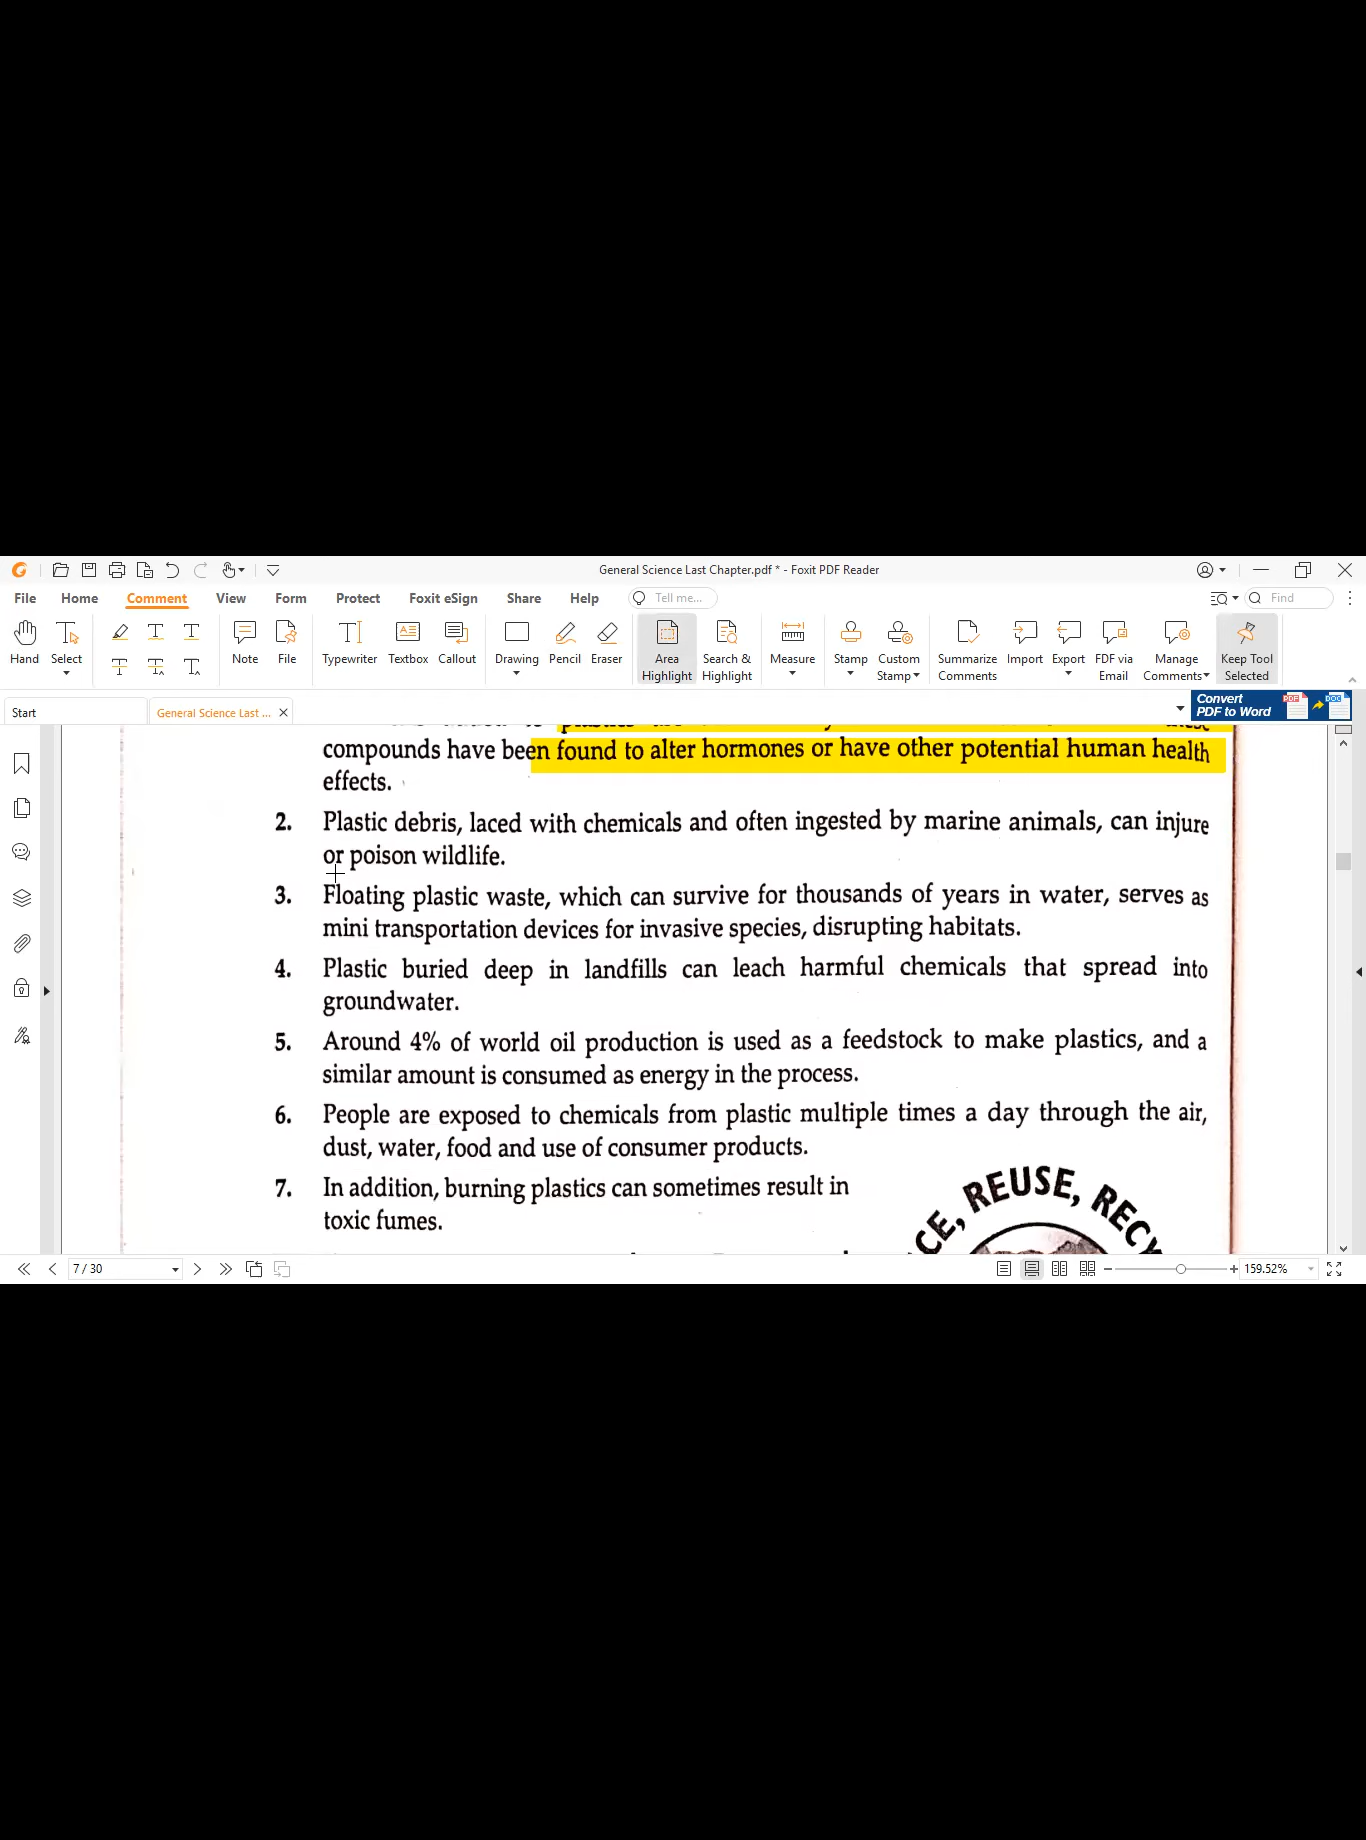 General Science Last Chapter.pdf * - Foxit PDF Reader
File Home Comment View Form Protect Foxit eSign Share Help Tell me... Find
Hand Select Note File Typewriter Textbox Callout Drawing Pencil Eraser Area Highlight Search & Highlight Measure Stamp Custom Stamp Summarize Comments Import Export FDF via Email Manage Comments Keep Tool Selected
Start General Science Last ... Convert PDF to Word PDF DOC
plastics these
compounds have been found to alter hormones or have other potential human health
effects.
2. Plastic debris, laced with chemicals and often ingested by marine animals, can injure
or poison wildlife.
3. Floating plastic waste, which can survive for thousands of years in water, serves as
mini transportation devices for invasive species, disrupting habitats.
4. Plastic buried deep in landfills can leach harmful chemicals that spread into
groundwater.
5. Around 4% of world oil production is used as a feedstock to make plastics, and a
similar amount is consumed as energy in the process.
6. People are exposed to chemicals from plastic multiple times a day through the air,
dust, water, food and use of consumer products.
7. In addition, burning plastics can sometimes result in
toxic fumes.
CE, REUSE, RECY
7 / 30 159.52%